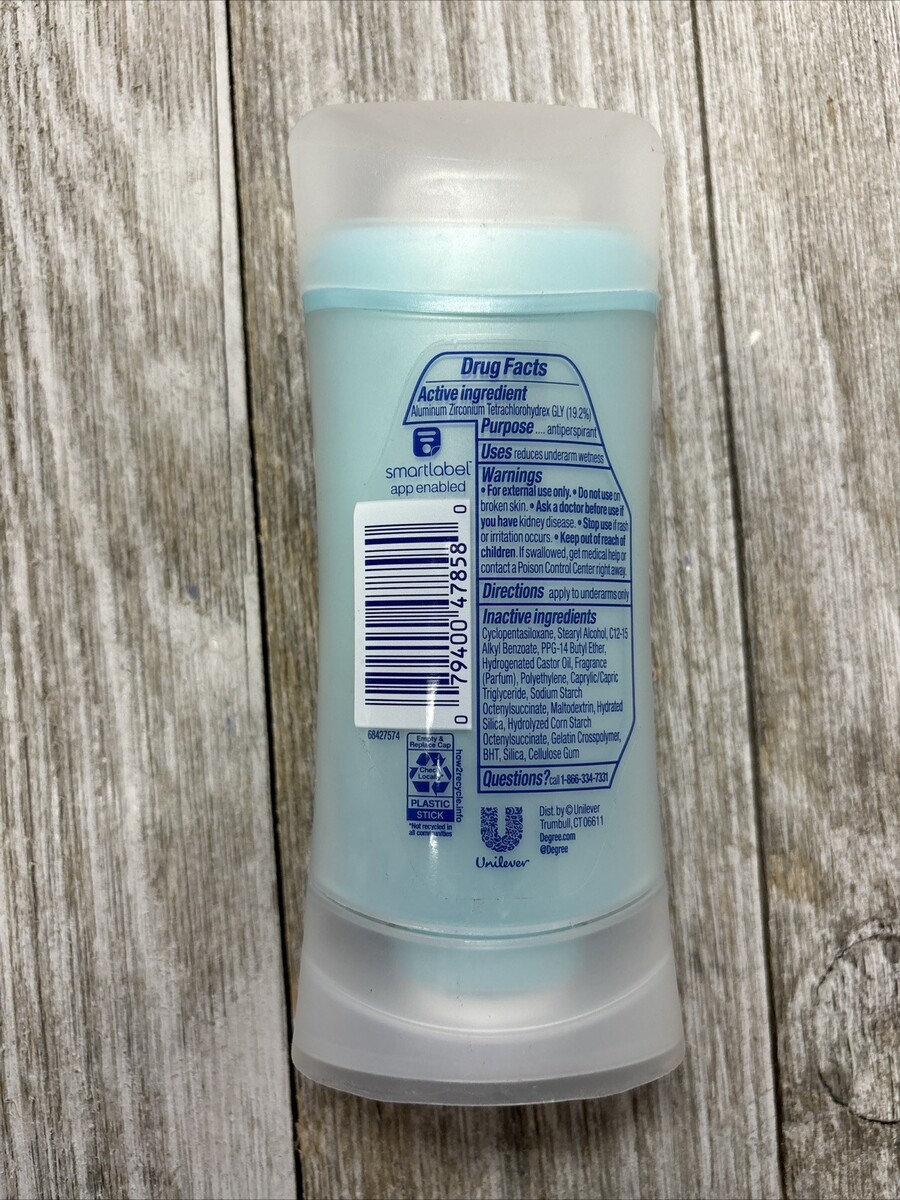 Drug Facts
Active ingredient
Aluminum Zirconium Tetrachlorohydrex GLY (19.2%)
Purpose .... antiperspirant
Uses reduces underarm wetness
Warnings
• For external use only. • Do not use on
broken skin. • Ask a doctor before use if
you have kidney disease. • Stop use if rash
or irritation occurs. • Keep out of reach of
children. If swallowed, get medical help or
contact a Poison Control Center right away.
Directions apply to underarms only
Inactive ingredients
Cyclopentasiloxane, Stearyl Alcohol, C12-15
Alkyl Benzoate, PPG-14 Butyl Ether,
Hydrogenated Castor Oil, Fragrance
(Parfum), Polyethylene, Caprylic/Capric
Triglyceride, Sodium Starch
Octenylsuccinate, Maltodextrin, Hydrated
Silica, Hydrolyzed Corn Starch
Octenylsuccinate, Gelatin Crosspolymer,
BHT, Silica, Cellulose Gum
Questions? call 1-866-334-7331
smartlabel™
app enabled
0 79400 47858 0
68427574
Empty &
Replace Cap
Check
Locally*
PLASTIC
STICK
*Not recycled in
all communities
how2recycle.info
Unilever
Dist. by © Unilever
Trumbull, CT 06611
Degree.com
@Degree